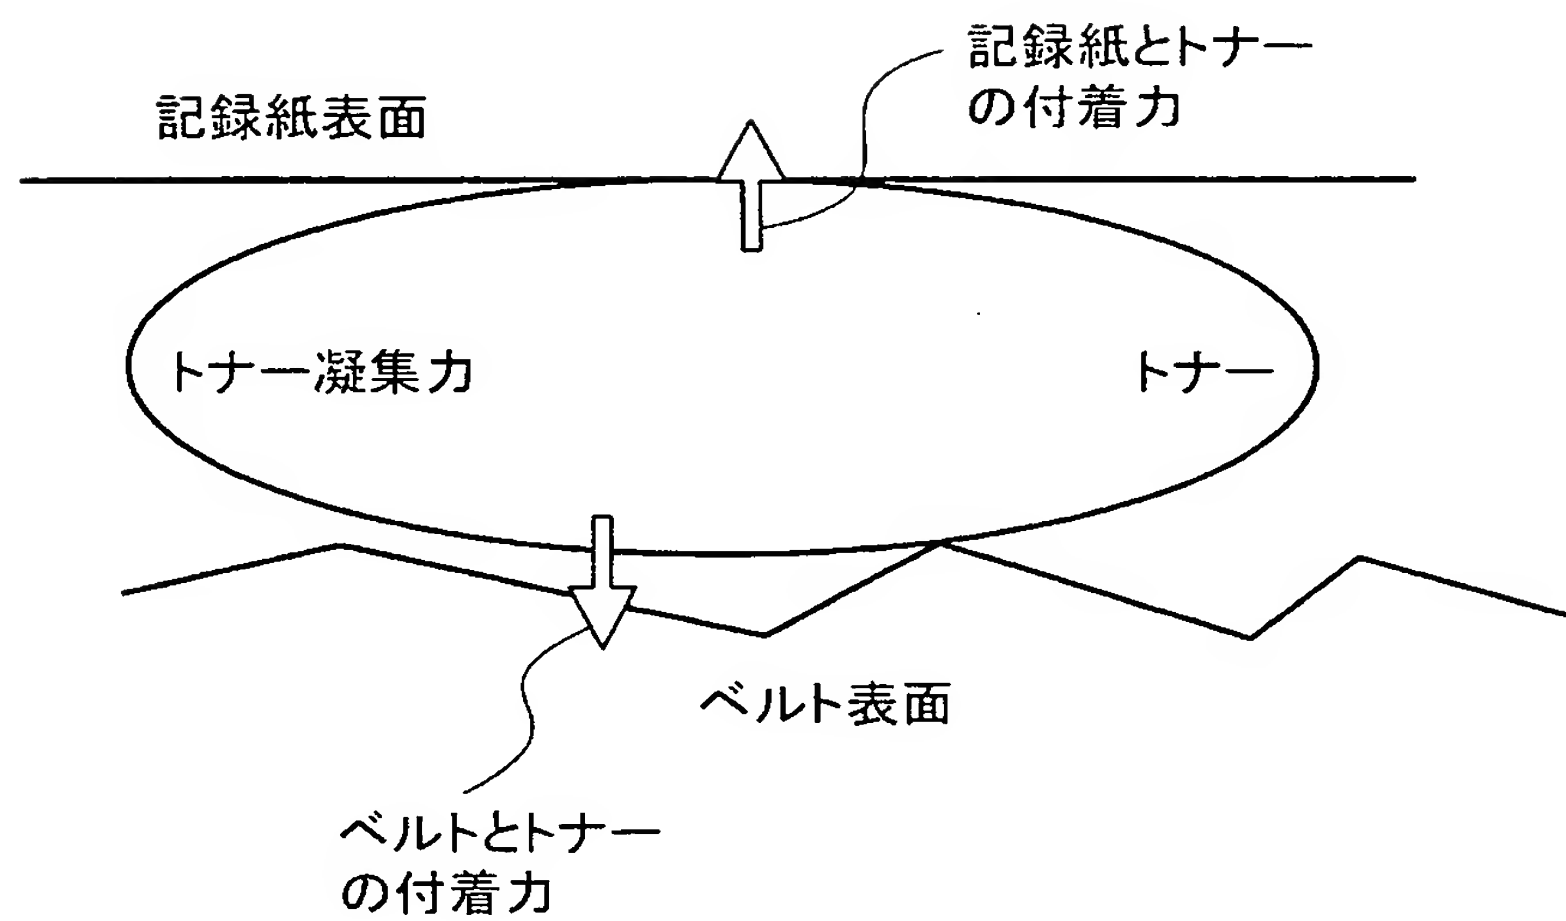 記録紙とトナー
の付着力
記録紙表面
トナー凝集力
トナー
ベルト表面
ベルトとトナー
の付着力